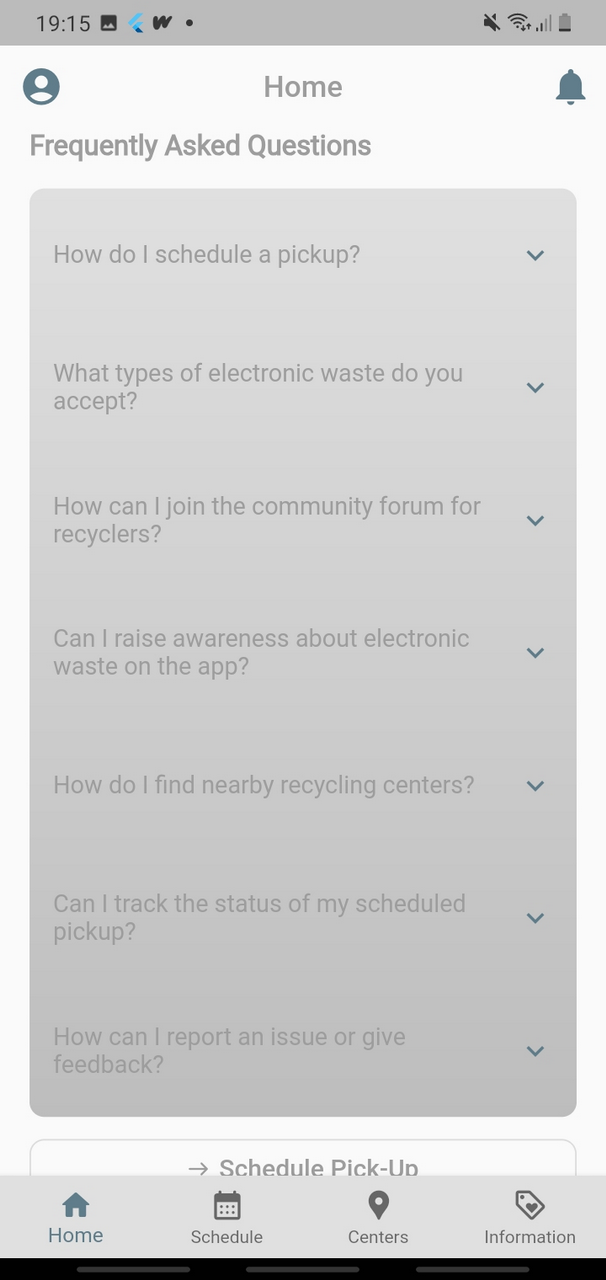 19:15
Home
Frequently Asked Questions
How do I schedule a pickup?
What types of electronic waste do you
accept?
How can I join the community forum for
recyclers?
Can I raise awareness about electronic
waste on the app?
How do I find nearby recycling centers?
Can I track the status of my scheduled
pickup?
How can I report an issue or give
feedback?
→ Schedule Pick-Up
Home Schedule Centers Information